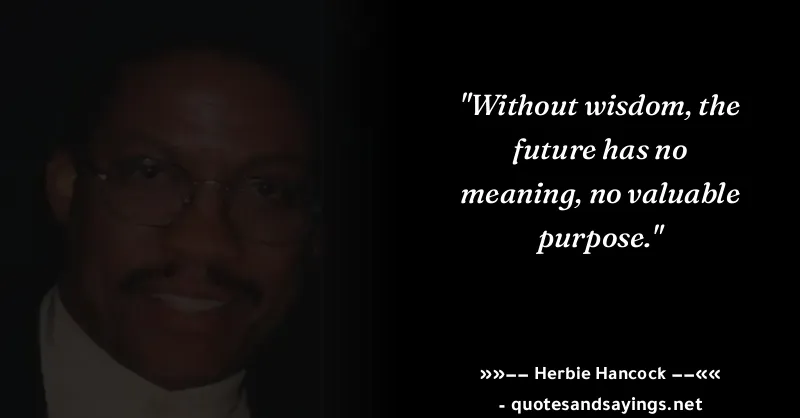 "Without wisdom, the
future has no
meaning, no valuable
purpose."
»»−− Herbie Hancock −−««
- quotesandsayings.net